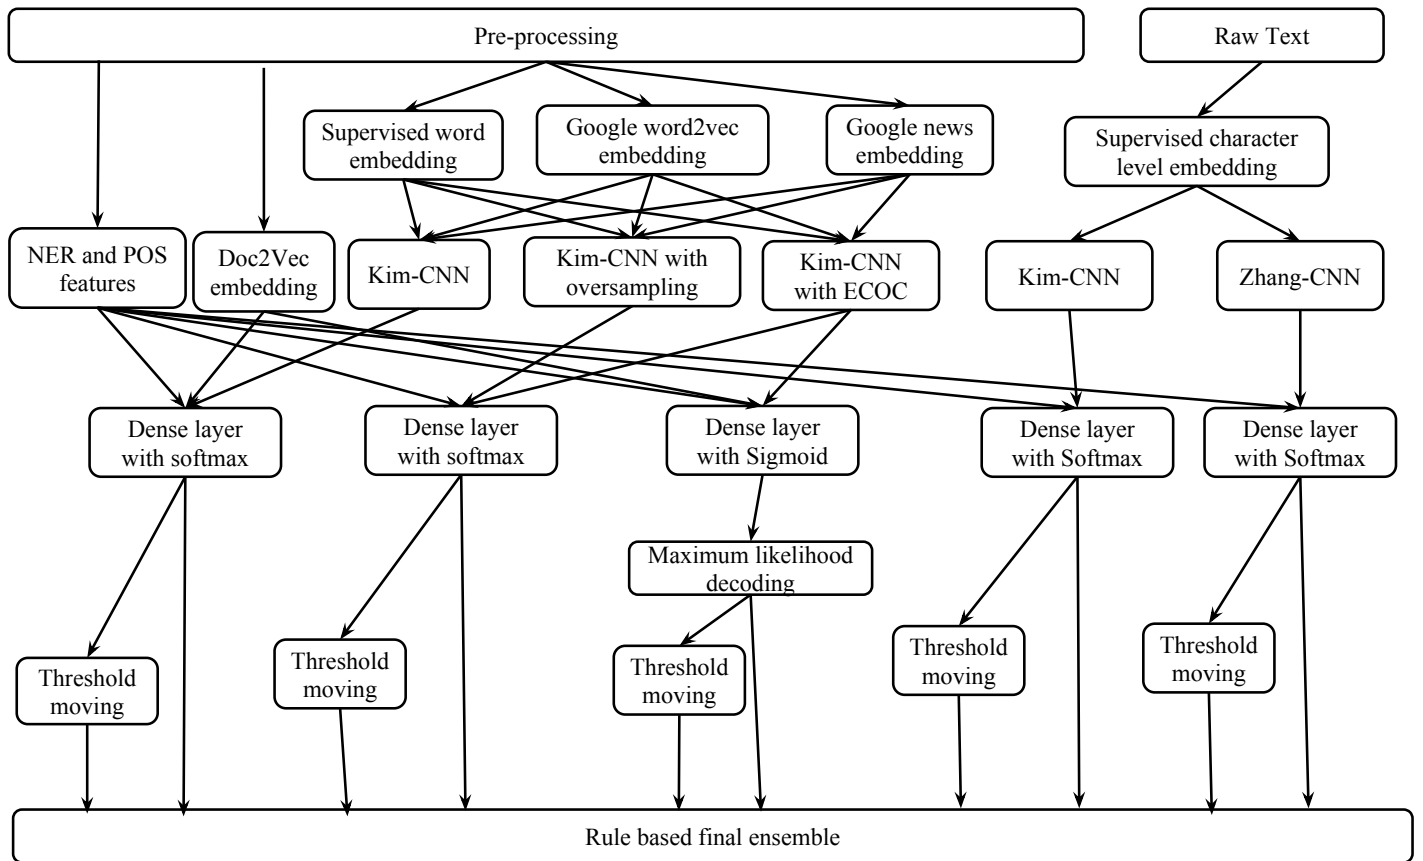 Pre-processing
Raw Text
Supervised word
embedding
Google word2vec
embedding
Google news
embedding
Supervised character
level embedding
NER and POS
features
Doc2Vec
embedding
Kim-CNN
Kim-CNN with
oversampling
Kim-CNN
with ECOC
Kim-CNN
Zhang-CNN
Dense layer
with softmax
Dense layer
with softmax
Dense layer
with Sigmoid
Dense layer
with Softmax
Dense layer
with Softmax
Maximum likelihood
decoding
Threshold
moving
Threshold
moving
Threshold
moving
Threshold
moving
Threshold
moving
Rule based final ensemble